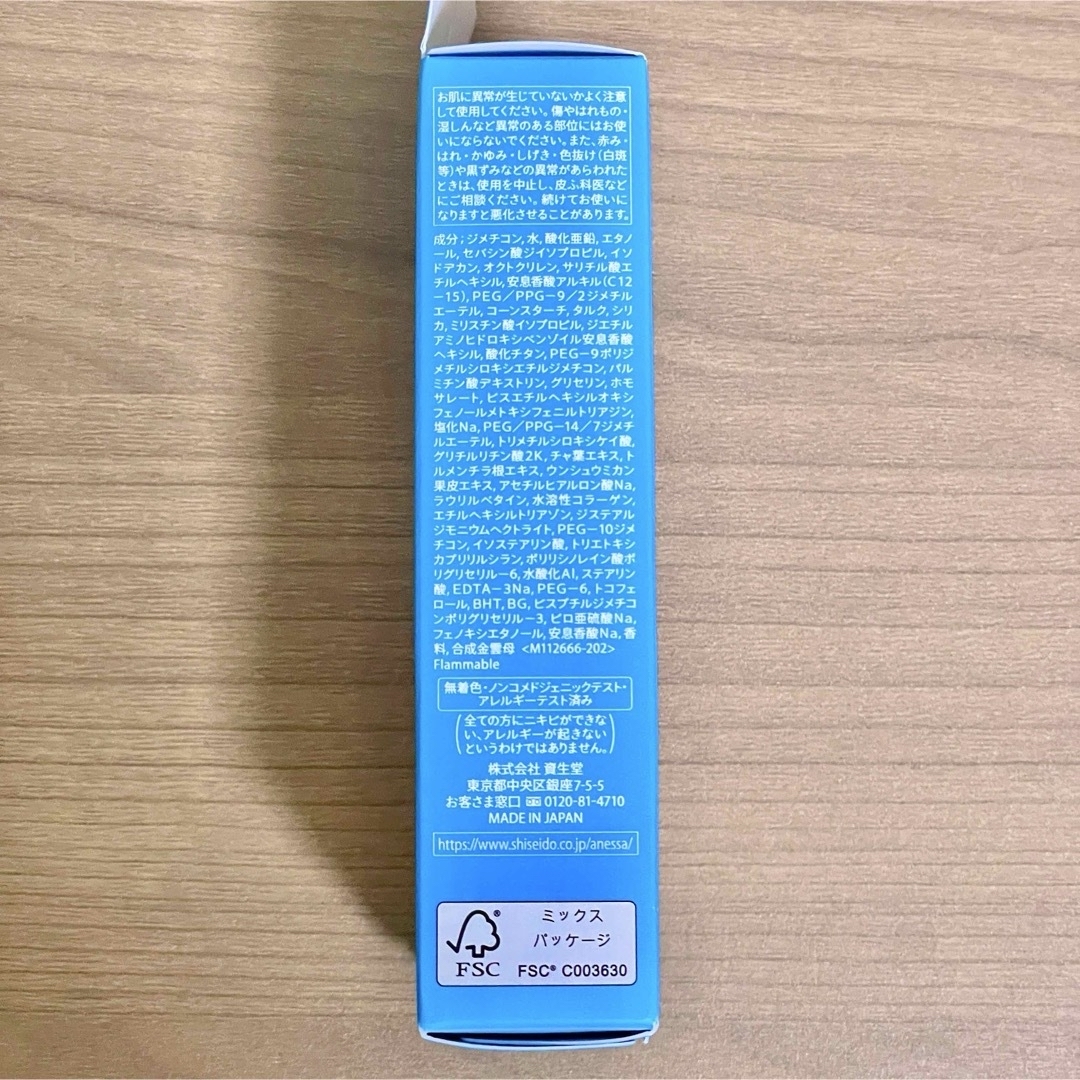 お肌に異常が生じていないかよく注意
して使用してください。傷やはれもの・
湿しんなど異常のある部位にはお使
いにならないでください。また、赤み・
はれ・かゆみ・しげき・色抜け(白斑
等)や黒ずみなどの異常があらわれた
ときは、使用を中止し、皮ふ科医など
にご相談ください。続けてお使いに
なりますと悪化させることがあります。
成分;ジメチコン, 水, 酸化亜鉛, エタノ
ール, セバシン酸ジイソプロピル, イソ
ドデカン, オクトクリレン, サリチル酸エ
チルヘキシル, 安息香酸アルキル(C12
-15), PEG/PPG-9/2ジメチル
エーテル, コーンスターチ, タルク, シリ
カ, ミリスチン酸イソプロピル, ジエチル
アミノヒドロキシベンゾイル安息香酸
ヘキシル, 酸化チタン, PEG-9ポリジ
メチルシロキシエチルジメチコン, パル
ミチン酸デキストリン, グリセリン, ホモ
サレート, ビスエチルヘキシルオキシ
フェノールメトキシフェニルトリアジン,
塩化Na, PEG/PPG-14/7ジメチ
ルエーテル, トリメチルシロキシケイ酸,
グリチルリチン酸2K, チャ葉エキス, ト
ルメンチラ根エキス, ウンシュウミカン
果皮エキス, アセチルヒアルロン酸Na,
ラウリルベタイン, 水溶性コラーゲン,
エチルヘキシルトリアゾン, ジステアル
ジモニウムヘクトライト, PEG-10ジメ
チコン, イソステアリン酸, トリエトキシ
カプリリルシラン, ポリリシノレイン酸ポ
リグリセリル-6, 水酸化Al, ステアリン
酸, EDTA-3Na, PEG-6, トコフェ
ロール, BHT, BG, ビスブチルジメチコ
ンポリグリセリル-3, ピロ亜硫酸Na,
フェノキシエタノール, 安息香酸Na, 香
料, 合成金雲母 <M112666-202>
Flammable
無着色・ノンコメドジェニックテスト・
アレルギーテスト済み
(全ての方にニキビができな
い、アレルギーが起きない
というわけではありません。)
株式会社 資生堂
東京都中央区銀座7-5-5
お客さま窓口 0120-81-4710
MADE IN JAPAN
https://www.shiseido.co.jp/anessa/
ミックス
パッケージ
FSC® FSC® C003630